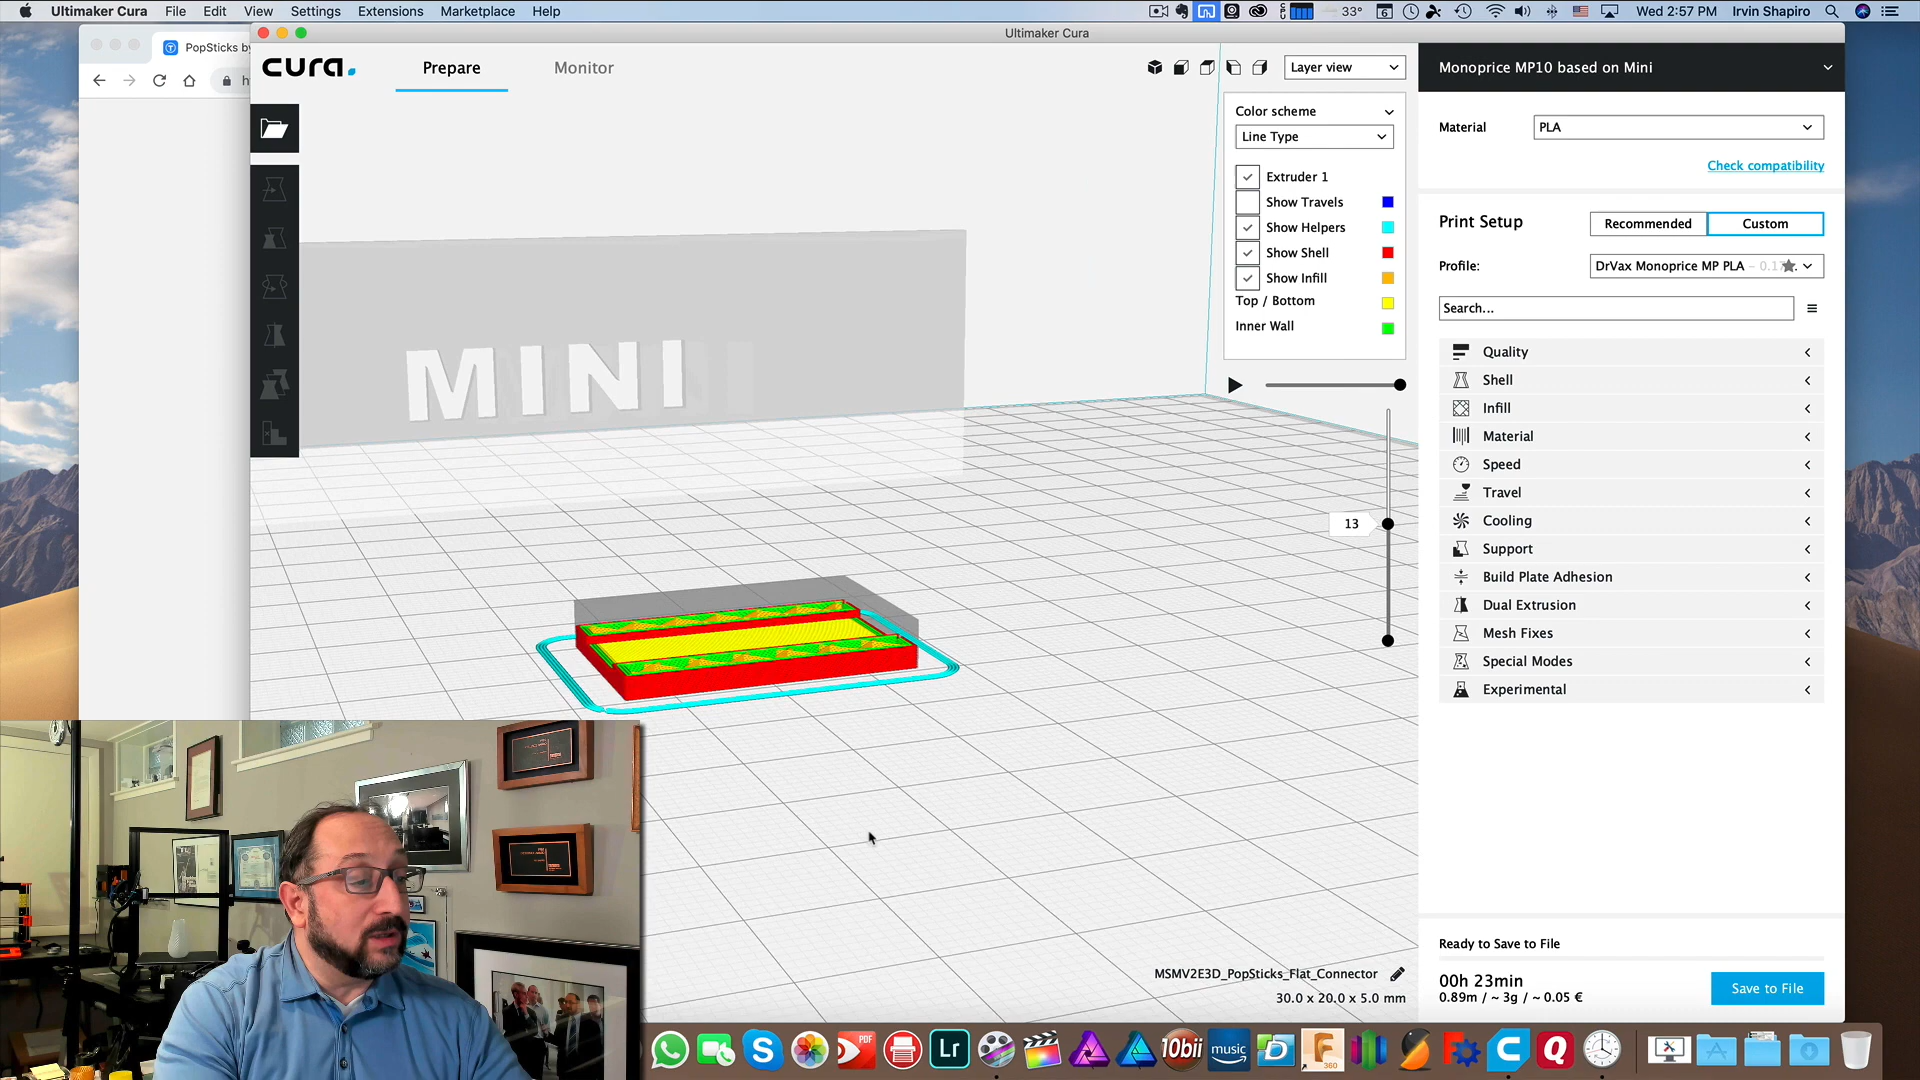 Ultimaker Cura File Edit View Settings Extensions Marketplace Help
33°
Wed 2:57 PM Irvin Shapiro
PopSticks by
Ultimaker Cura
cura.
Prepare
Monitor
Layer view
Color scheme
Line Type
Extruder 1
Show Travels
Show Helpers
Show Shell
Show Infill
Top / Bottom
Inner Wall
13
MINI
MSMV2E3D_PopSticks_Flat_Connector
30.0 x 20.0 x 5.0 mm
Monoprice MP10 based on Mini
Material
PLA
Check compatibility
Print Setup
Recommended
Custom
Profile:
DrVax Monoprice MP PLA
Search...
Quality
Shell
Infill
Material
Speed
Travel
Cooling
Support
Build Plate Adhesion
Dual Extrusion
Mesh Fixes
Special Modes
Experimental
Ready to Save to File
00h 23min
0.89m / ~ 3g / ~ 0.05 €
Save to File
PDF
Lr
10bii
music
D
F
360
C
Q